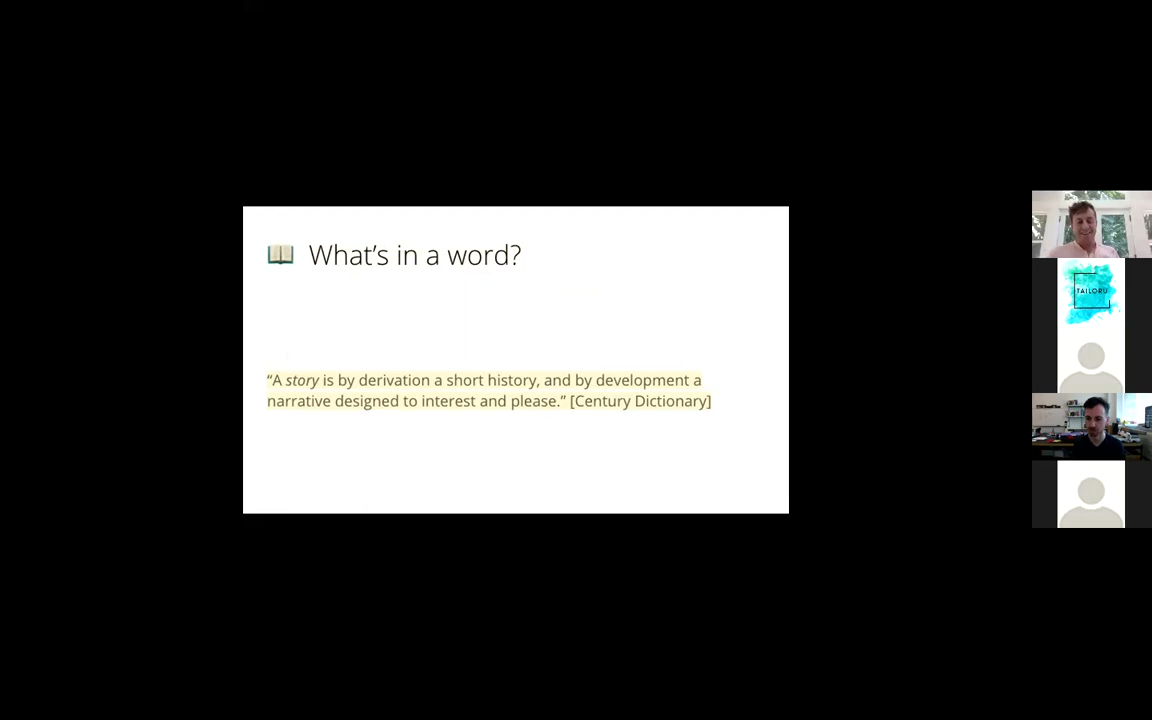 What's in a word?
“A story is by derivation a short history, and by development a
narrative designed to interest and please.” [Century Dictionary]
TAILORU